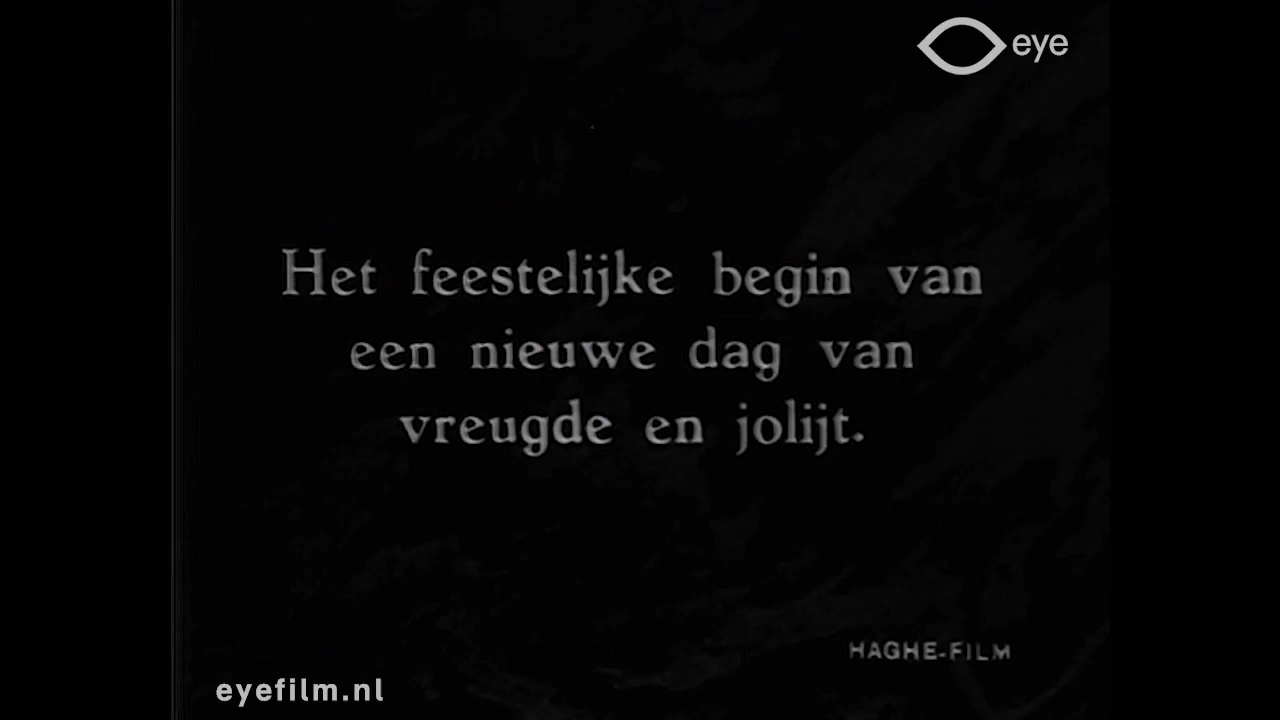 eye
Het feestelijke begin van
een nieuwe dag van
vreugde en jolijt.
HAGHE-FILM
eyefilm.nl